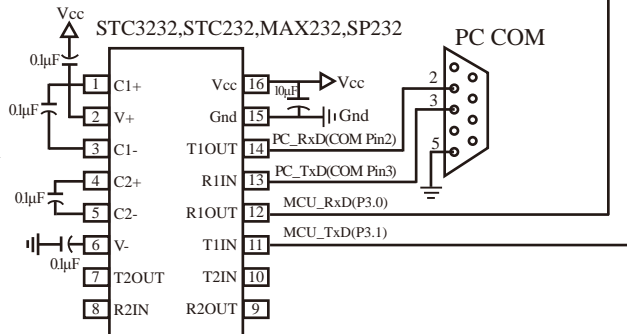 Vcc
STC3232,STC232,MAX232,SP232
PC COM
0.1µF
0.1µF
1 C1+ Vcc 16 Vcc
10µF
2 V+ Gnd 15 Gnd
3 C1- T1OUT 14 PC_RxD(COM Pin2)
4 C2+ R1IN 13 PC_TxD(COM Pin3)
0.1µF
5 C2- R1OUT 12 MCU_RxD(P3.0)
6 V- T1IN 11 MCU_TxD(P3.1)
0.1µF
7 T2OUT T2IN 10
8 R2IN R2OUT 9
2
3
5